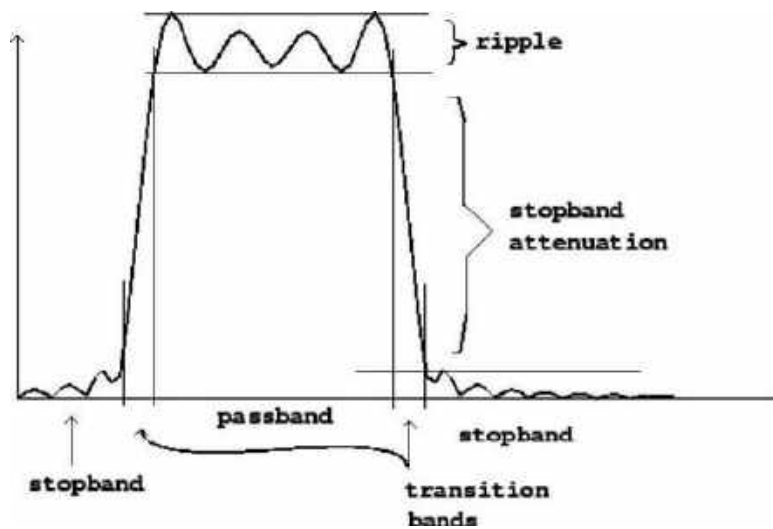 ripple
stopband
attenuation
passband
stopband
stopband
transition
bands